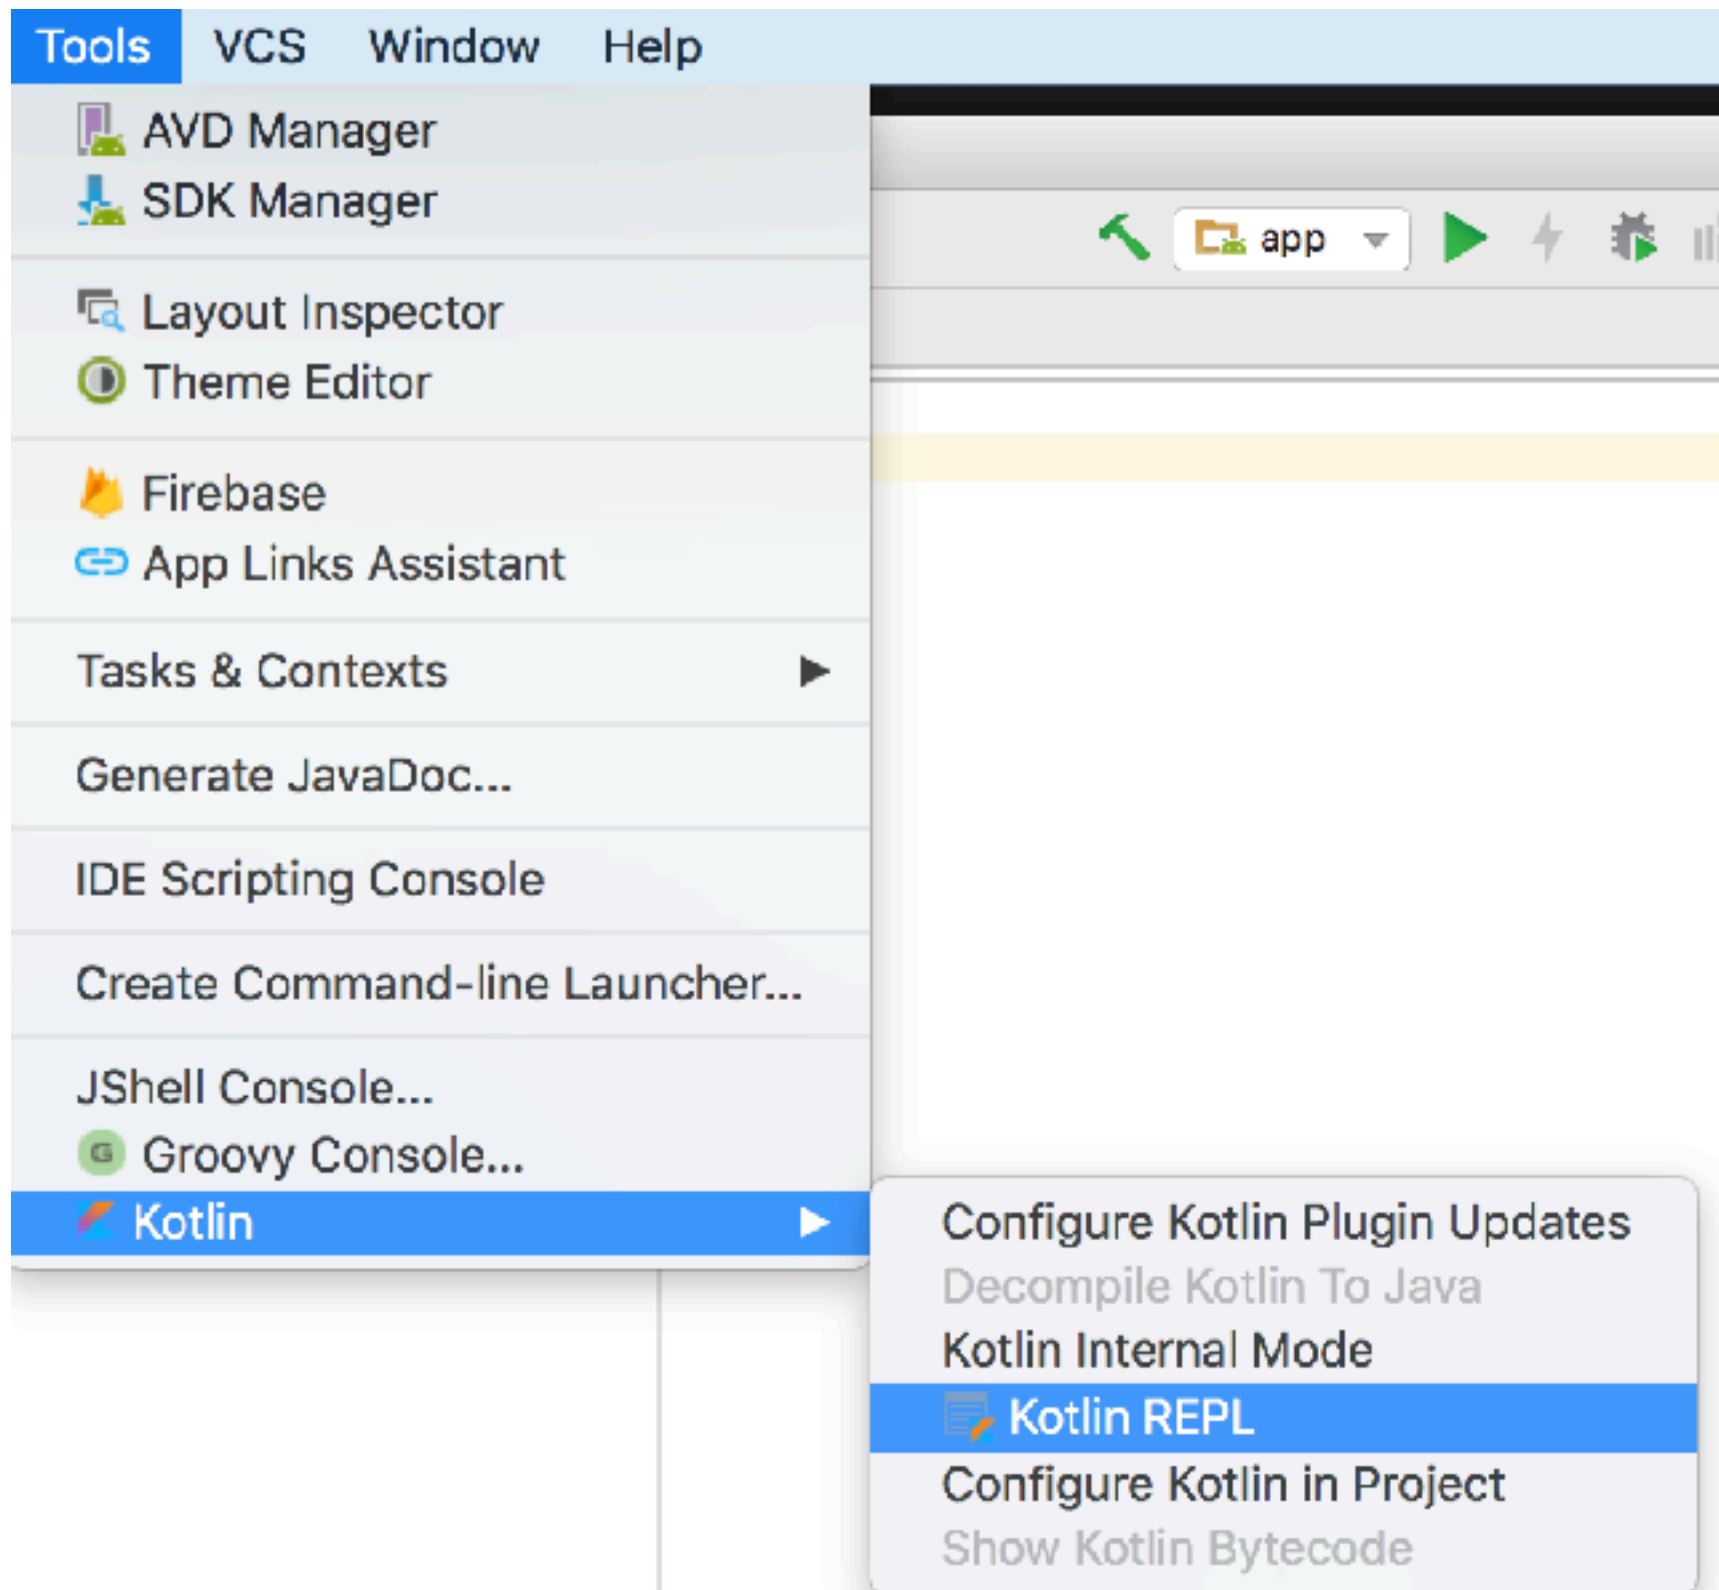 Tools VCS Window Help
AVD Manager
SDK Manager
app
Layout Inspector
Theme Editor
Firebase
App Links Assistant
Tasks & Contexts
Generate JavaDoc...
IDE Scripting Console
Create Command-line Launcher...
JShell Console...
G Groovy Console...
Kotlin
Configure Kotlin Plugin Updates
Decompile Kotlin To Java
Kotlin Internal Mode
Kotlin REPL
Configure Kotlin in Project
Show Kotlin Bytecode